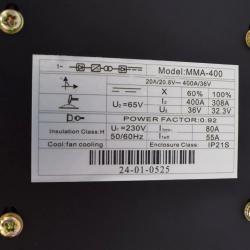 1~ Model:MMA-400
20A/20.8V— 400A/36V
X 60% 100%
U₀=65V I₂ 400A 308A
U₂ 36V 32.3V
POWER FACTOR:0.92
Insulation Class:H U₁=230V 80A
50/60Hz 55A
Cool:fan cooling Enclosure Class: IP21S
24-01-0525